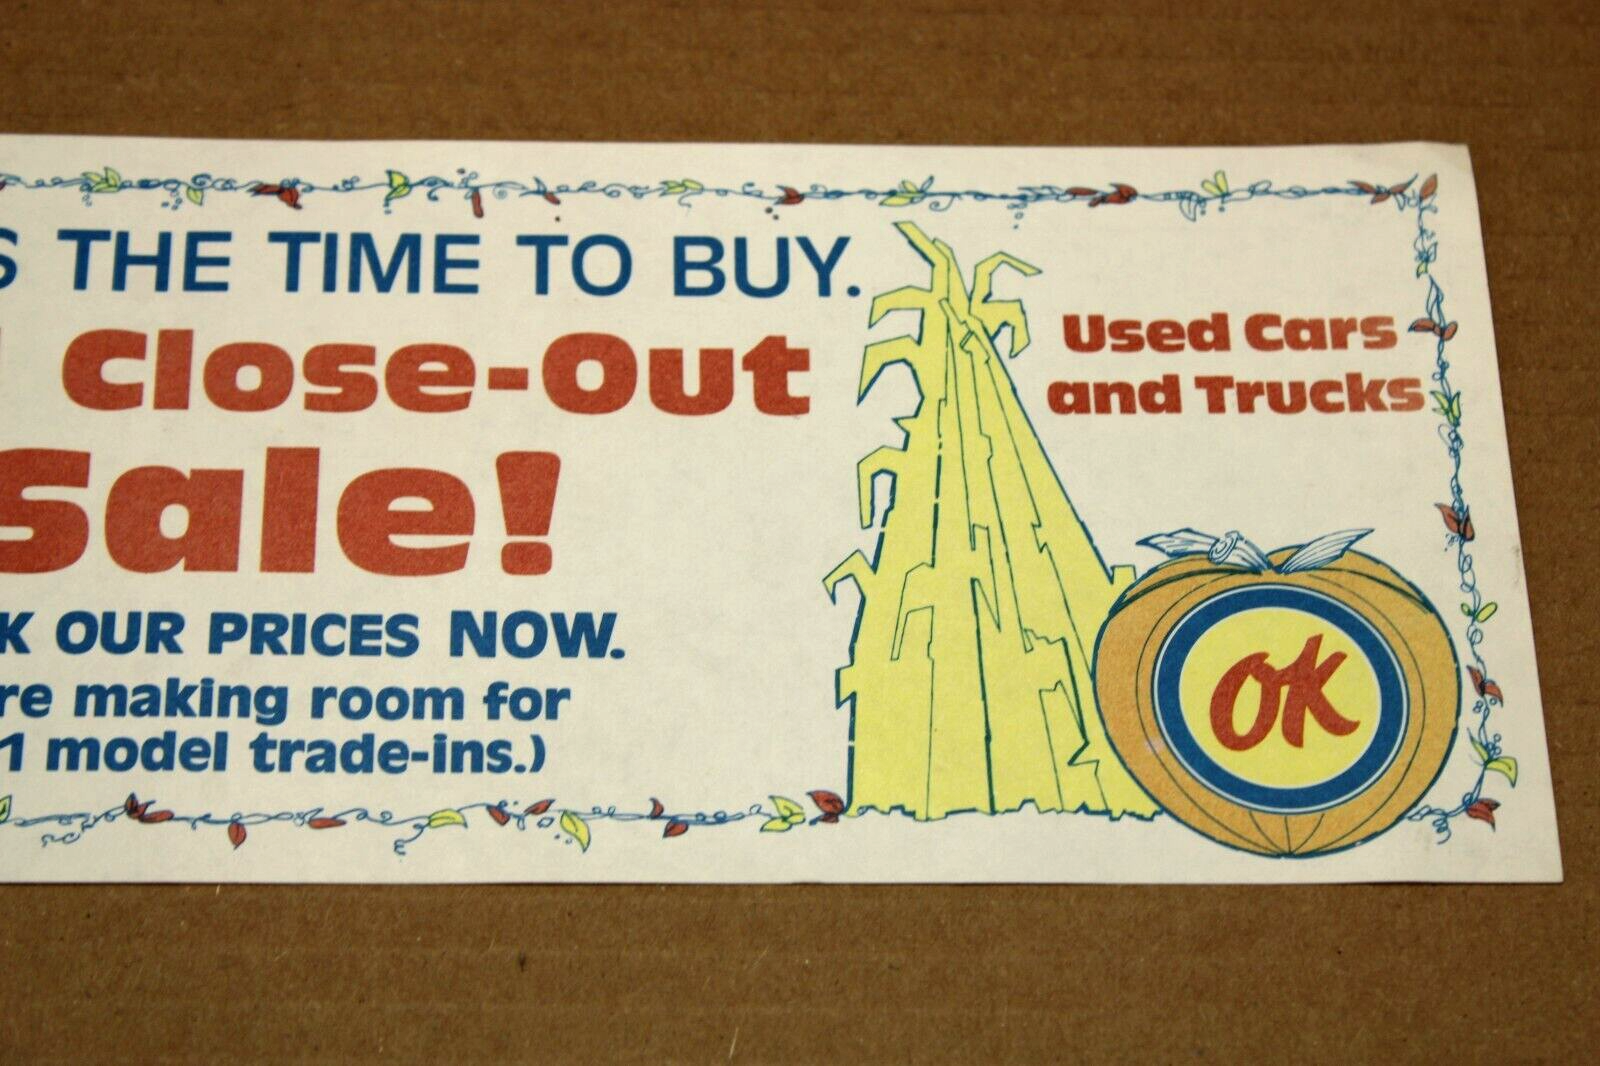 S THE TIME TO BUY.
Close-Out
Sale!
K OUR PRICES NOW.
re making room for
1 model trade-ins.)
Used Cars
and Trucks
OK